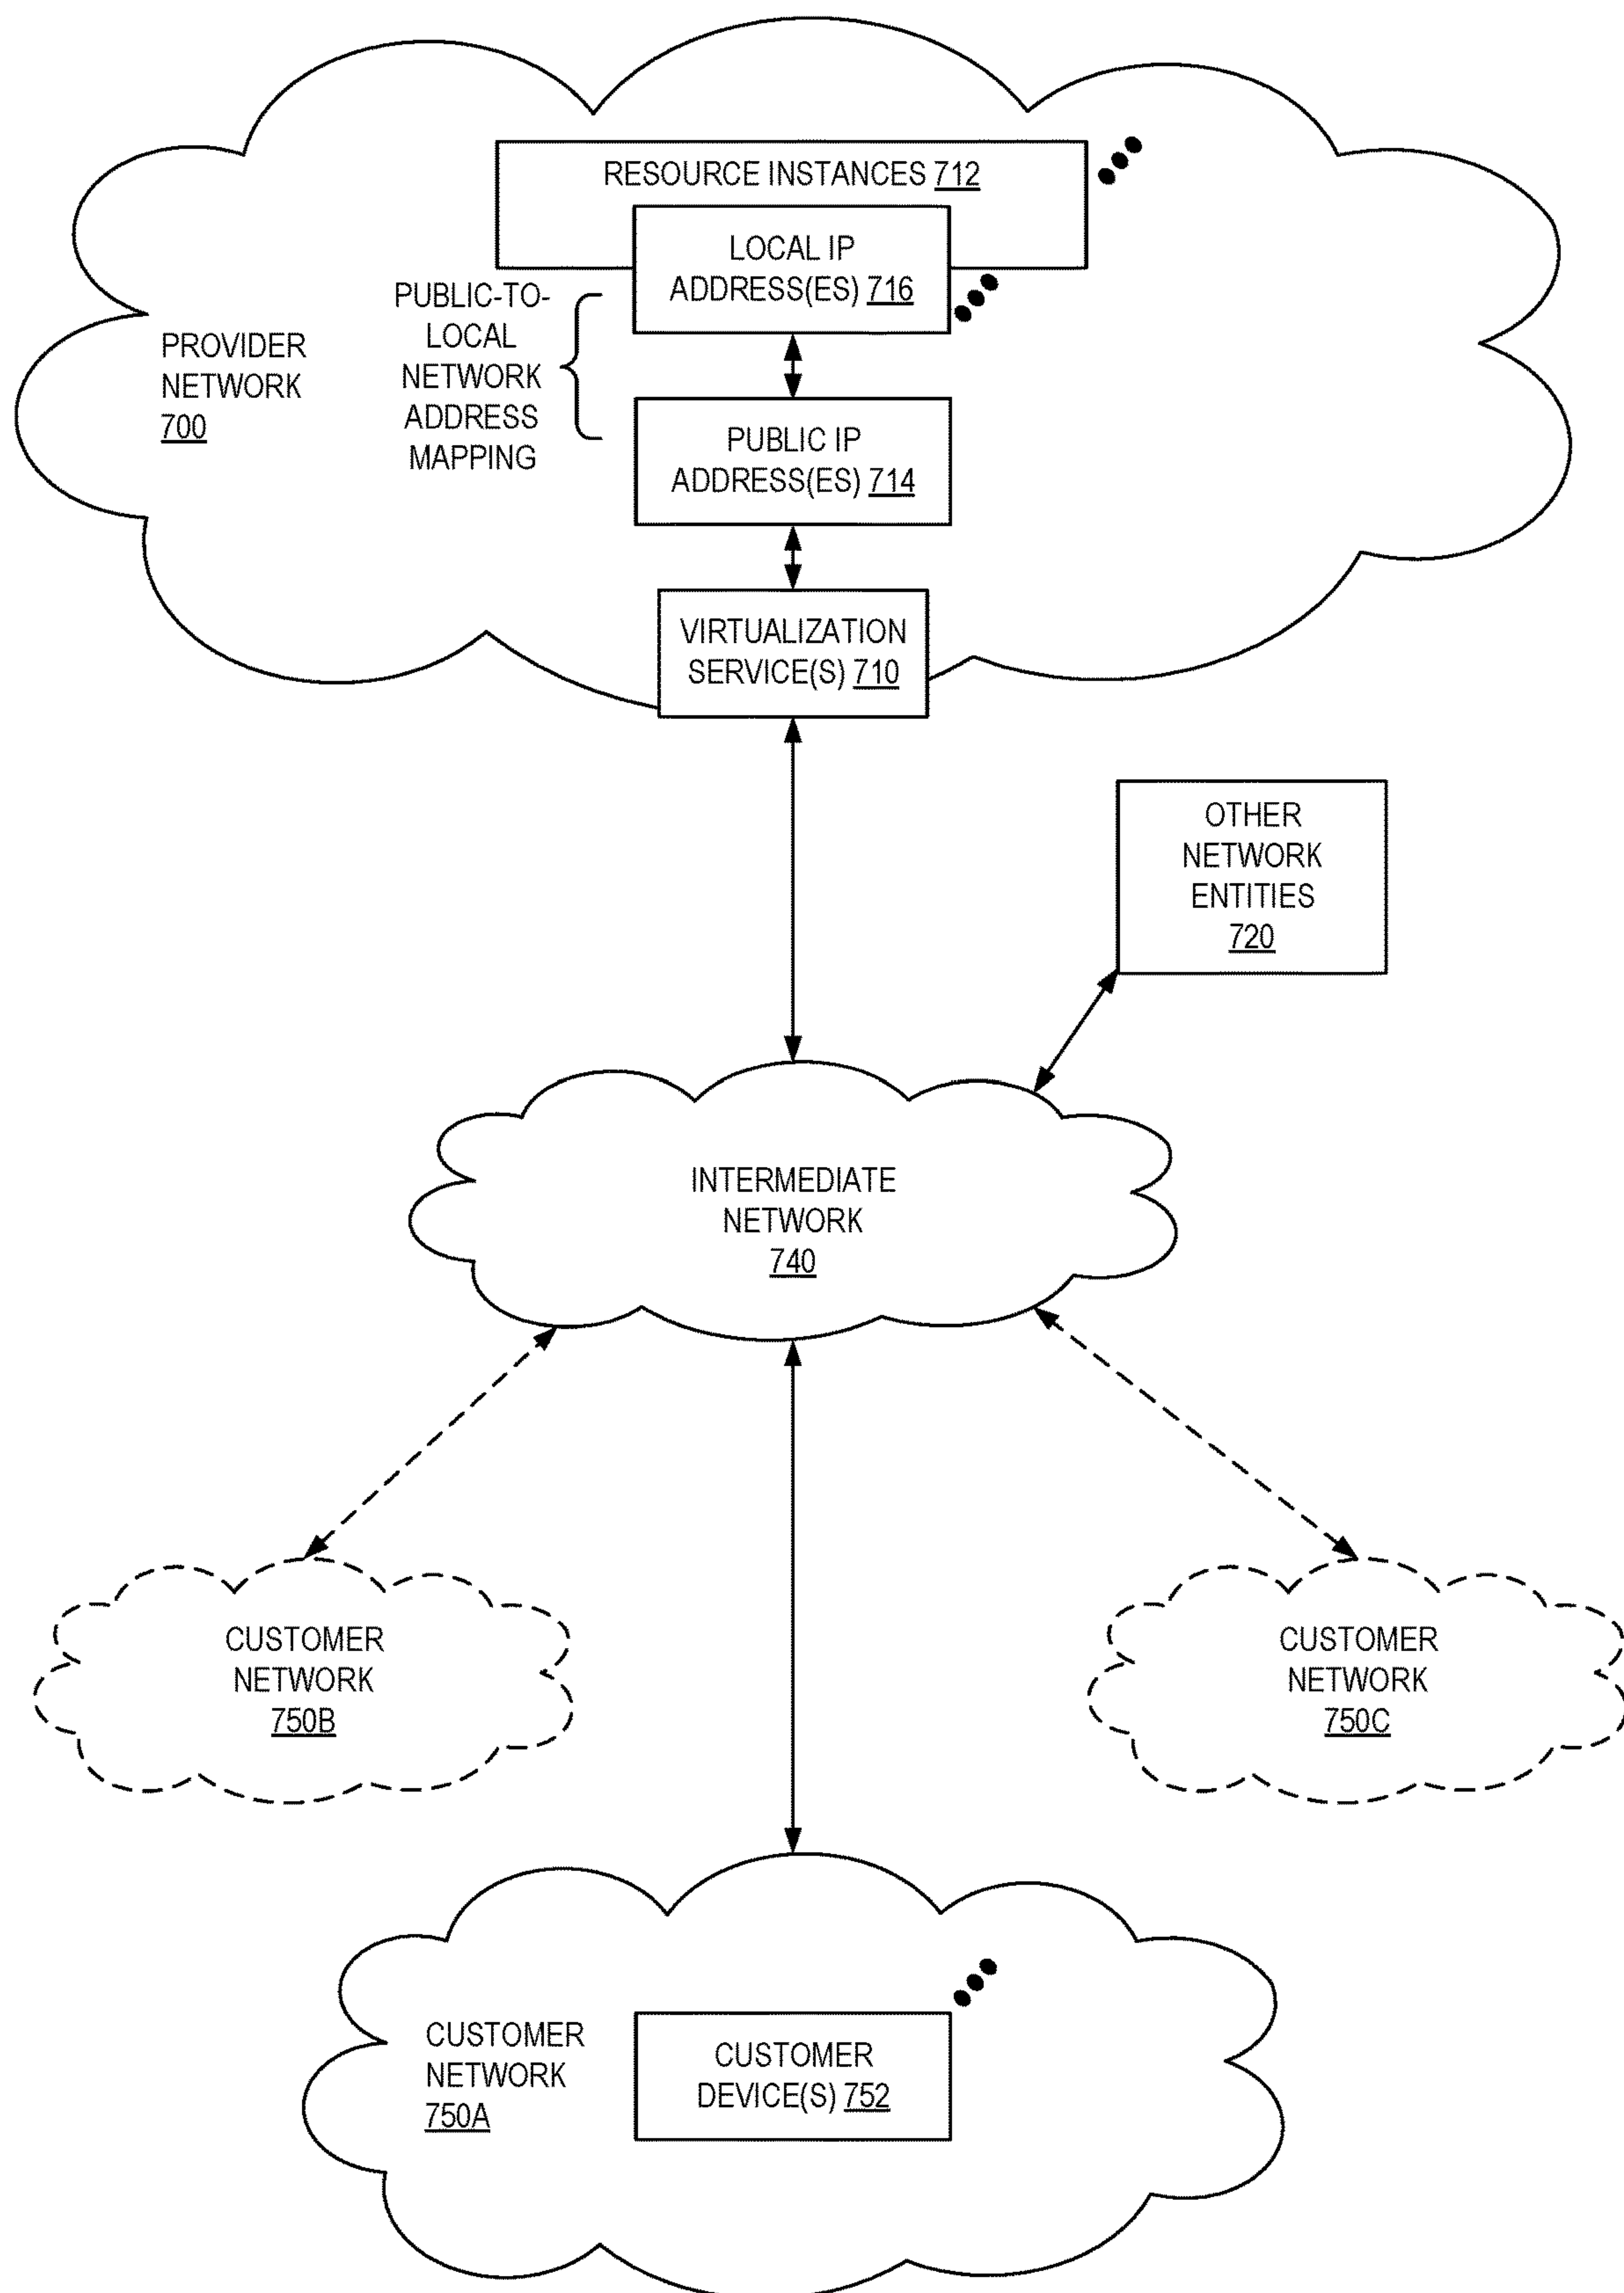 RESOURCE INSTANCES 712
LOCAL IP
ADDRESS(ES) 716
PUBLIC-TO-
LOCAL
NETWORK
ADDRESS
MAPPING
PROVIDER
NETWORK
700
PUBLIC IP
ADDRESS(ES) 714
VIRTUALIZATION
SERVICE(S) 710
OTHER
NETWORK
ENTITIES
720
INTERMEDIATE
NETWORK
740
CUSTOMER
NETWORK
750B
CUSTOMER
NETWORK
750C
CUSTOMER
NETWORK
750A
CUSTOMER
DEVICE(S) 752